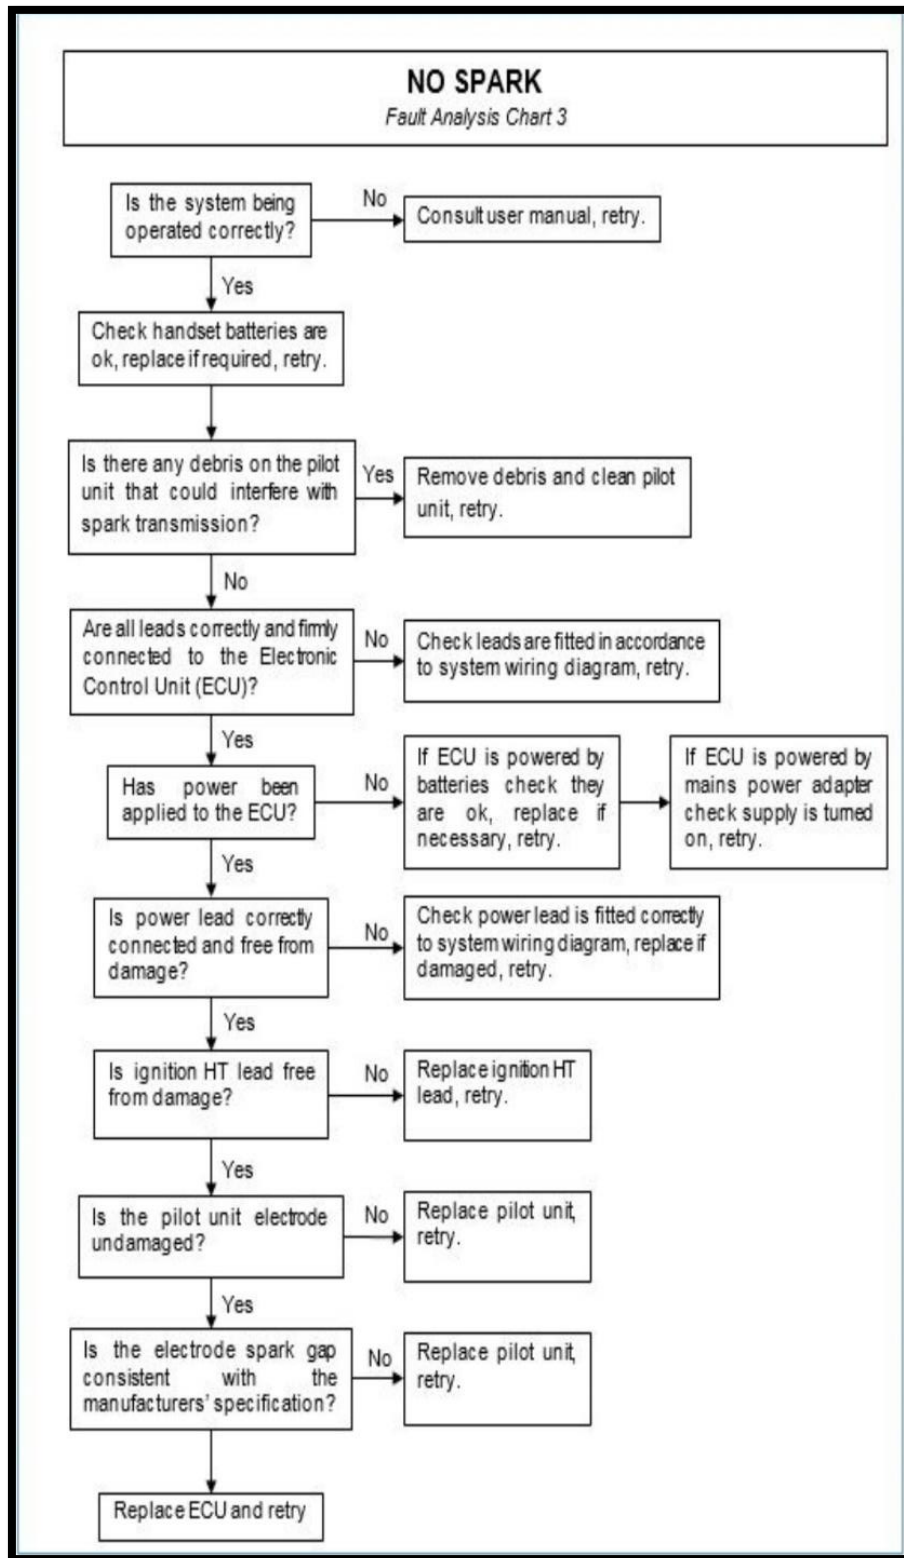 NO SPARK
Fault Analysis Chart 3
Is the system being
operated correctly?
No
Consult user manual, retry.
Yes
Check handset batteries are
ok, replace if required, retry.
Is there any debris on the pilot
unit that could interfere with
spark transmission?
Yes
Remove debris and clean pilot
unit, retry.
No
Are all leads correctly and firmly
connected to the Electronic
Control Unit (ECU)?
No
Check leads are fitted in accordance
to system wiring diagram, retry.
Yes
Has power been
applied to the ECU?
No
If ECU is powered by
batteries check they
are ok, replace if
necessary, retry.
If ECU is powered by
mains power adapter
check supply is turned
on, retry.
Yes
Is power lead correctly
connected and free from
damage?
No
Check power lead is fitted correctly
to system wiring diagram, replace if
damaged, retry.
Yes
Is ignition HT lead free
from damage?
No
Replace ignition HT
lead, retry.
Yes
Is the pilot unit electrode
undamaged?
No
Replace pilot unit,
retry.
Yes
Is the electrode spark gap
consistent with the
manufacturers' specification?
No
Replace pilot unit,
retry.
Replace ECU and retry